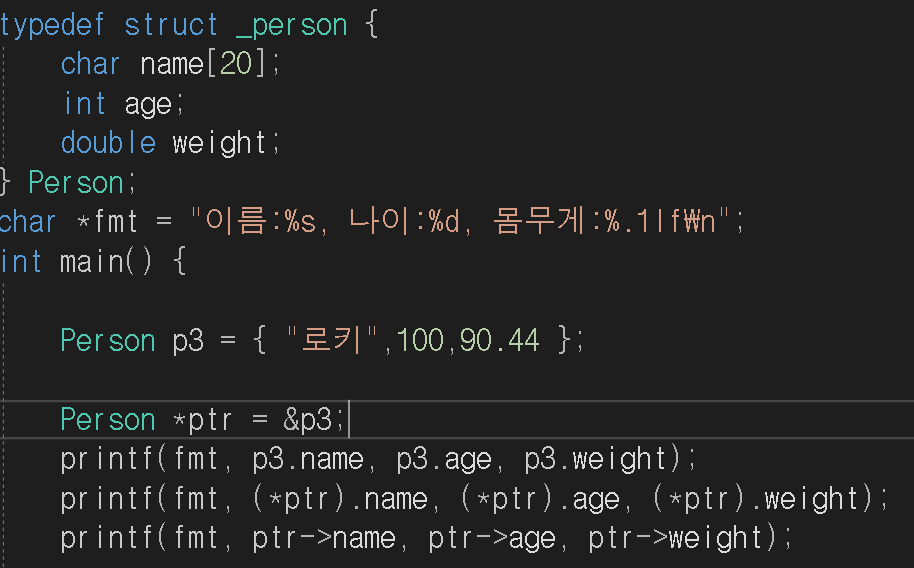 typedef struct _person {
char name[20];
int age;
double weight;
} Person;
char *fmt = "이름:%s, 나이:%d, 몸무게:%.1lf₩n";
int main() {
Person p3 = { "로키",100,90.44 };
Person *ptr = &p3;
printf(fmt, p3.name, p3.age, p3.weight);
printf(fmt, (*ptr).name, (*ptr).age, (*ptr).weight);
printf(fmt, ptr->name, ptr->age, ptr->weight);